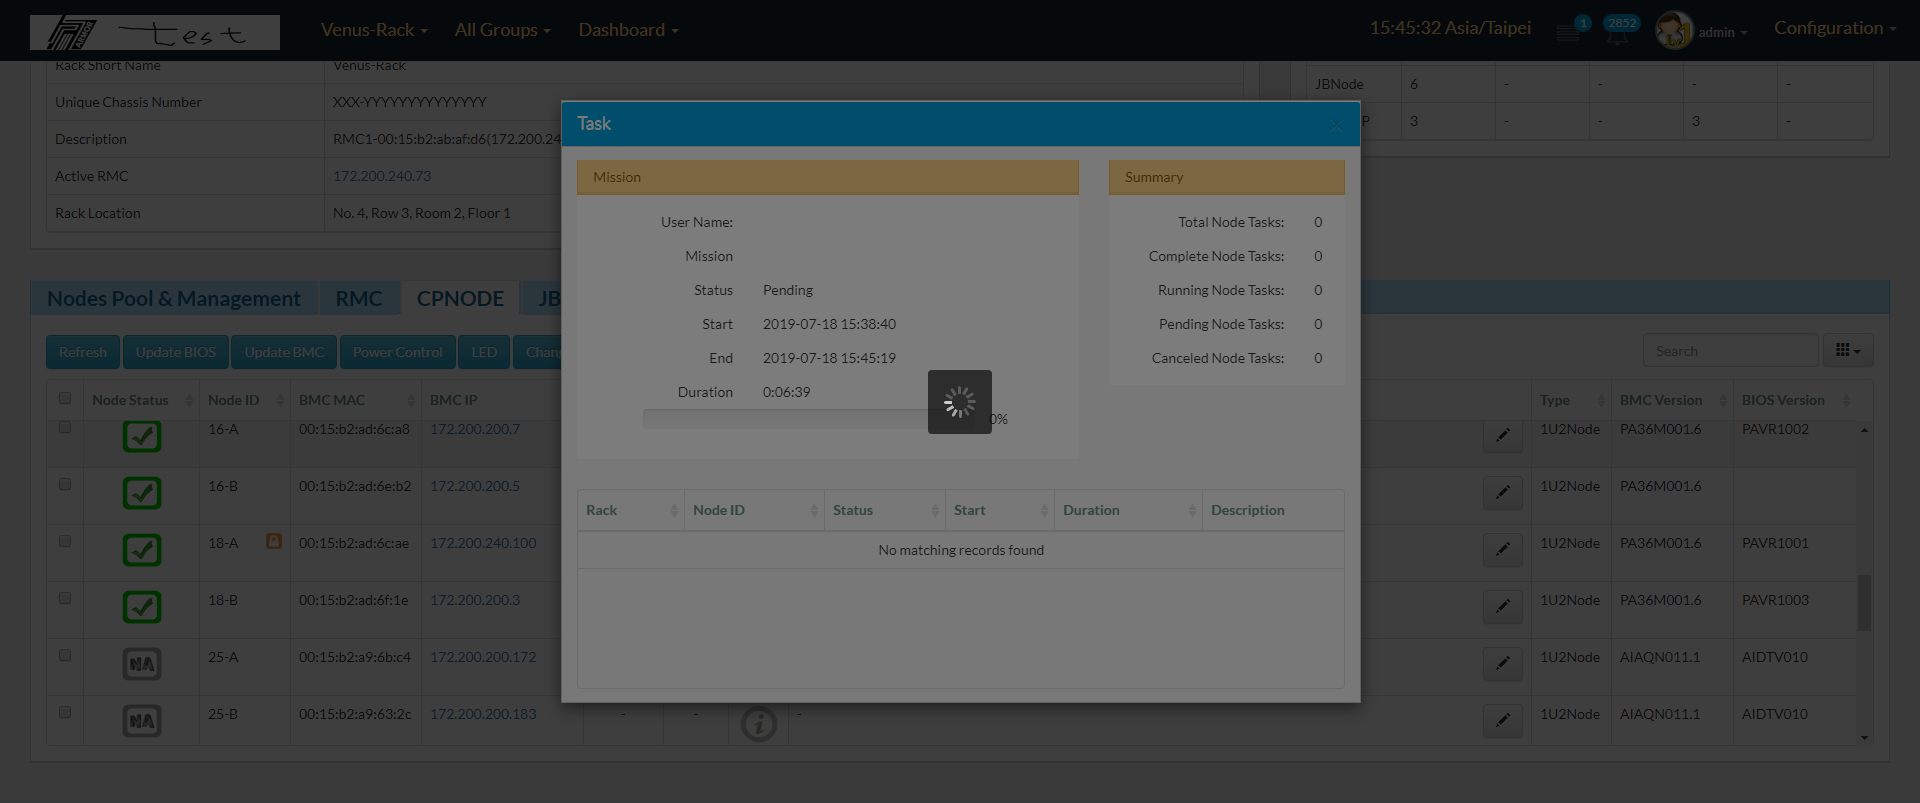 ARMOR test Venus-Rack All Groups Dashboard 15:45:32 Asia/Taipei 1 2852 admin Configuration
Rack Short Name Venus-Rack
Unique Chassis Number XXX-YYYYYYYYYYYYYY
Description RMC1-00:15:b2:ab:af:d6(172.200.24
Active RMC 172.200.240.73
Rack Location No. 4, Row 3, Room 2, Floor 1
JBNode 6 - - - -
P 3 - - 3 -
Task
Mission
User Name:
Mission
Status Pending
Start 2019-07-18 15:38:40
End 2019-07-18 15:45:19
Duration 0:06:39
0%
Summary
Total Node Tasks: 0
Complete Node Tasks: 0
Running Node Tasks: 0
Pending Node Tasks: 0
Canceled Node Tasks: 0
Rack Node ID Status Start Duration Description
No matching records found
Nodes Pool & Management RMC CPNODE JB
Refresh Update BIOS Update BMC Power Control LED Chan
Search
Node Status Node ID BMC MAC BMC IP Type BMC Version BIOS Version
16-A 00:15:b2:ad:6c:a8 172.200.200.7 1U2Node PA36M001.6 PAVR1002
16-B 00:15:b2:ad:6e:b2 172.200.200.5 1U2Node PA36M001.6
18-A 00:15:b2:ad:6c:ae 172.200.240.100 1U2Node PA36M001.6 PAVR1001
18-B 00:15:b2:ad:6f:1e 172.200.200.3 1U2Node PA36M001.6 PAVR1003
NA 25-A 00:15:b2:a9:6b:c4 172.200.200.172 1U2Node AIAQN011.1 AIDTV010
NA 25-B 00:15:b2:a9:63:2c 172.200.200.183 - - - 1U2Node AIAQN011.1 AIDTV010